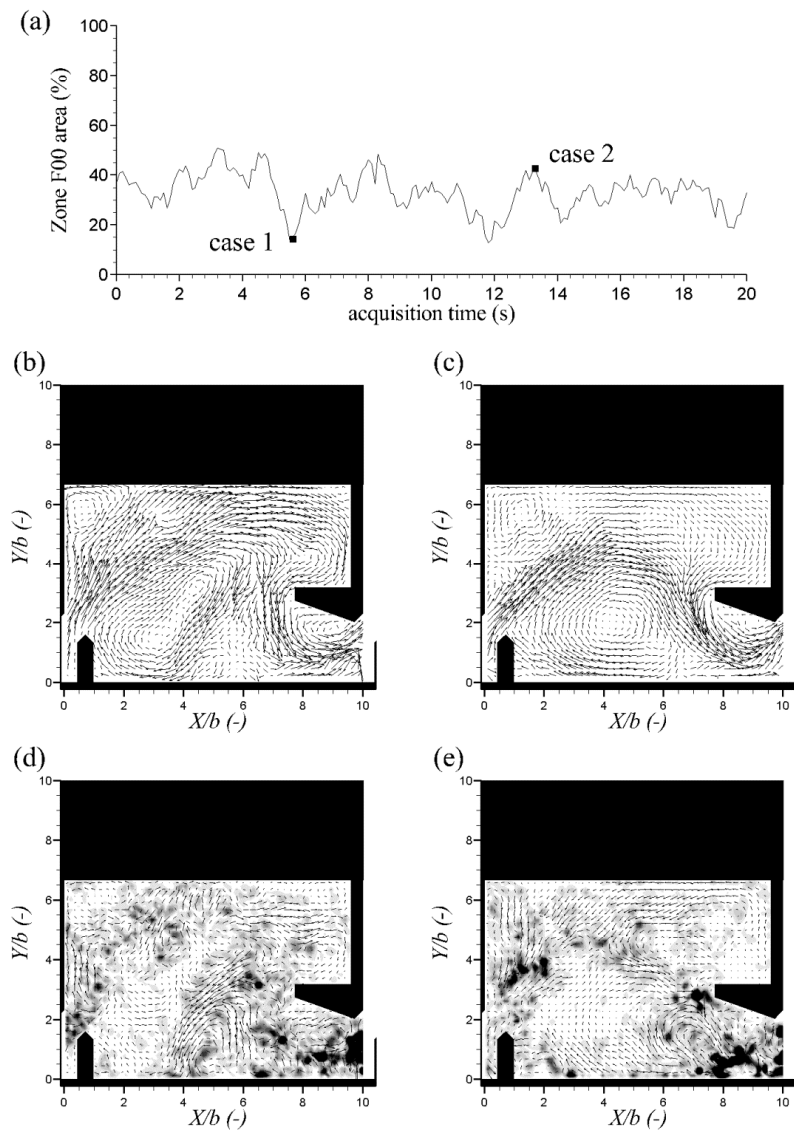 (a)
100
80
60
40
20
0
Zone F00 area (%)
case 1
case 2
0 2 4 6 8 10 12 14 16 18 20
acquisition time (s)
(b)
10
8
6
4
2
0
Y/b (-)
0 2 4 6 8 10
X/b (-)
(c)
10
8
6
4
2
0
Y/b (-)
0 2 4 6 8 10
X/b (-)
(d)
10
8
6
4
2
0
Y/b (-)
0 2 4 6 8 10
X/b (-)
(e)
10
8
6
4
2
0
Y/b (-)
0 2 4 6 8 10
X/b (-)